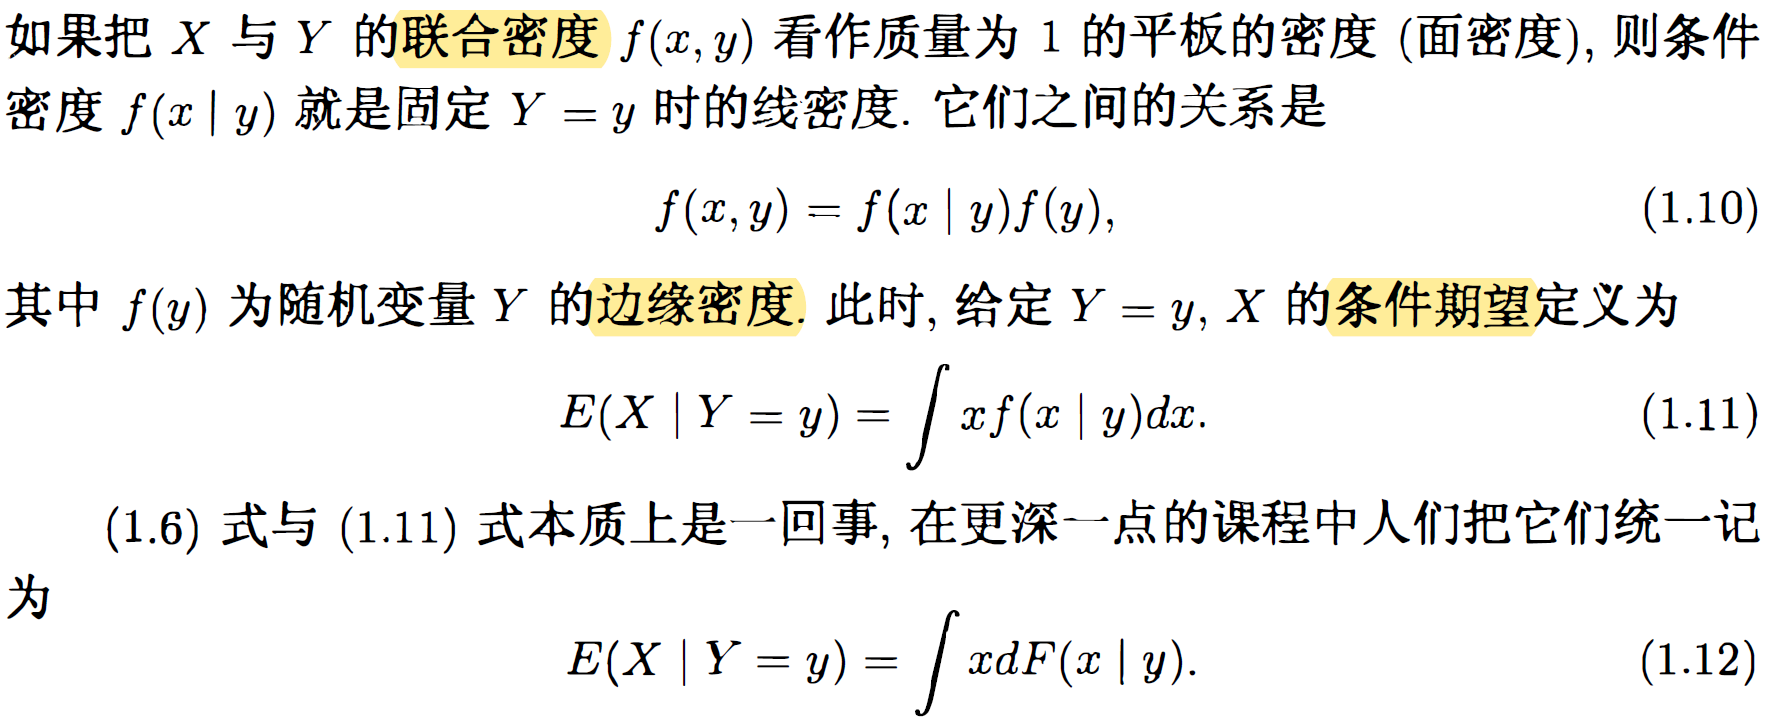 如果把 X 与 Y 的联合密度 f(x, y) 看作质量为 1 的平板的密度 (面密度), 则条件
密度 f(x | y) 就是固定 Y = y 时的线密度. 它们之间的关系是
f(x, y) = f(x | y)f(y), (1.10)
其中 f(y) 为随机变量 Y 的边缘密度. 此时, 给定 Y = y, X 的条件期望定义为
E(X | Y = y) = ∫ xf(x | y)dx. (1.11)
(1.6) 式与 (1.11) 式本质上是一回事, 在更深一点的课程中人们把它们统一记
为
E(X | Y = y) = ∫ xdF(x | y). (1.12)